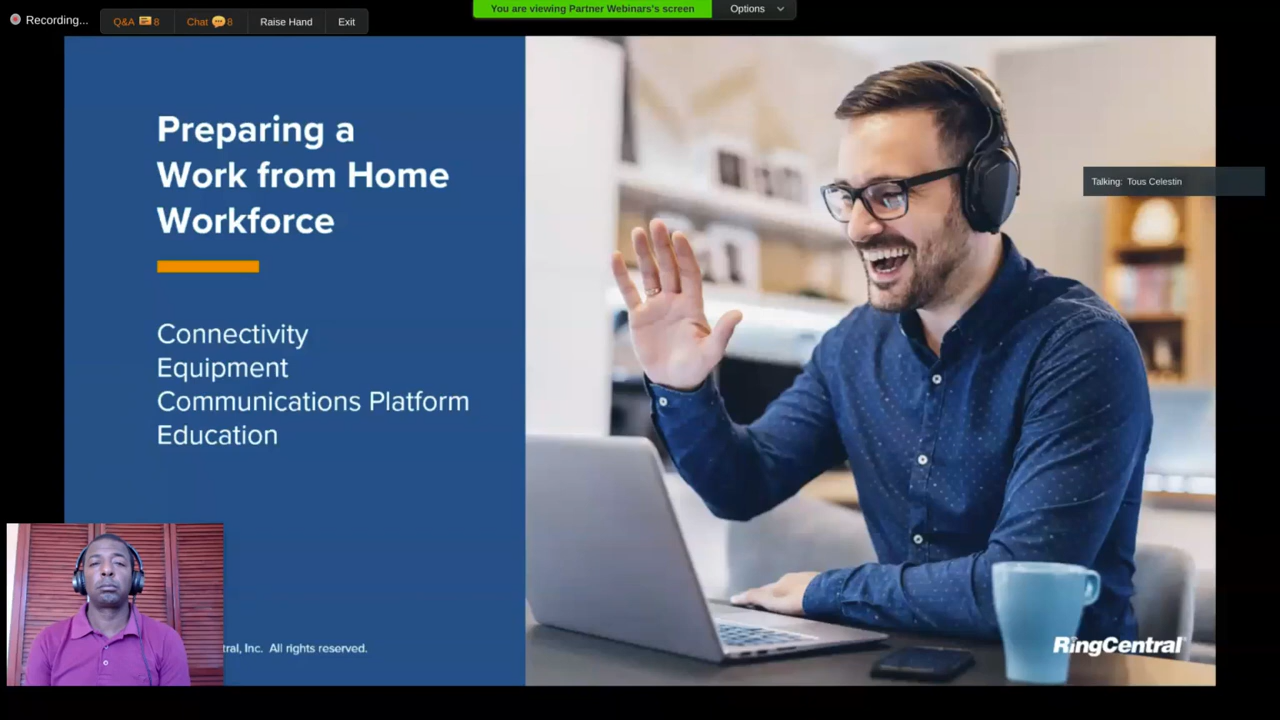 Recording...
Q&A 8
Chat 8
Raise Hand
Exit
You are viewing Partner Webinars's screen
Options
Preparing a
Work from Home
Workforce
Talking: Tous Celestin
Connectivity
Equipment
Communications Platform
Education
tral, Inc. All rights reserved.
RingCentral